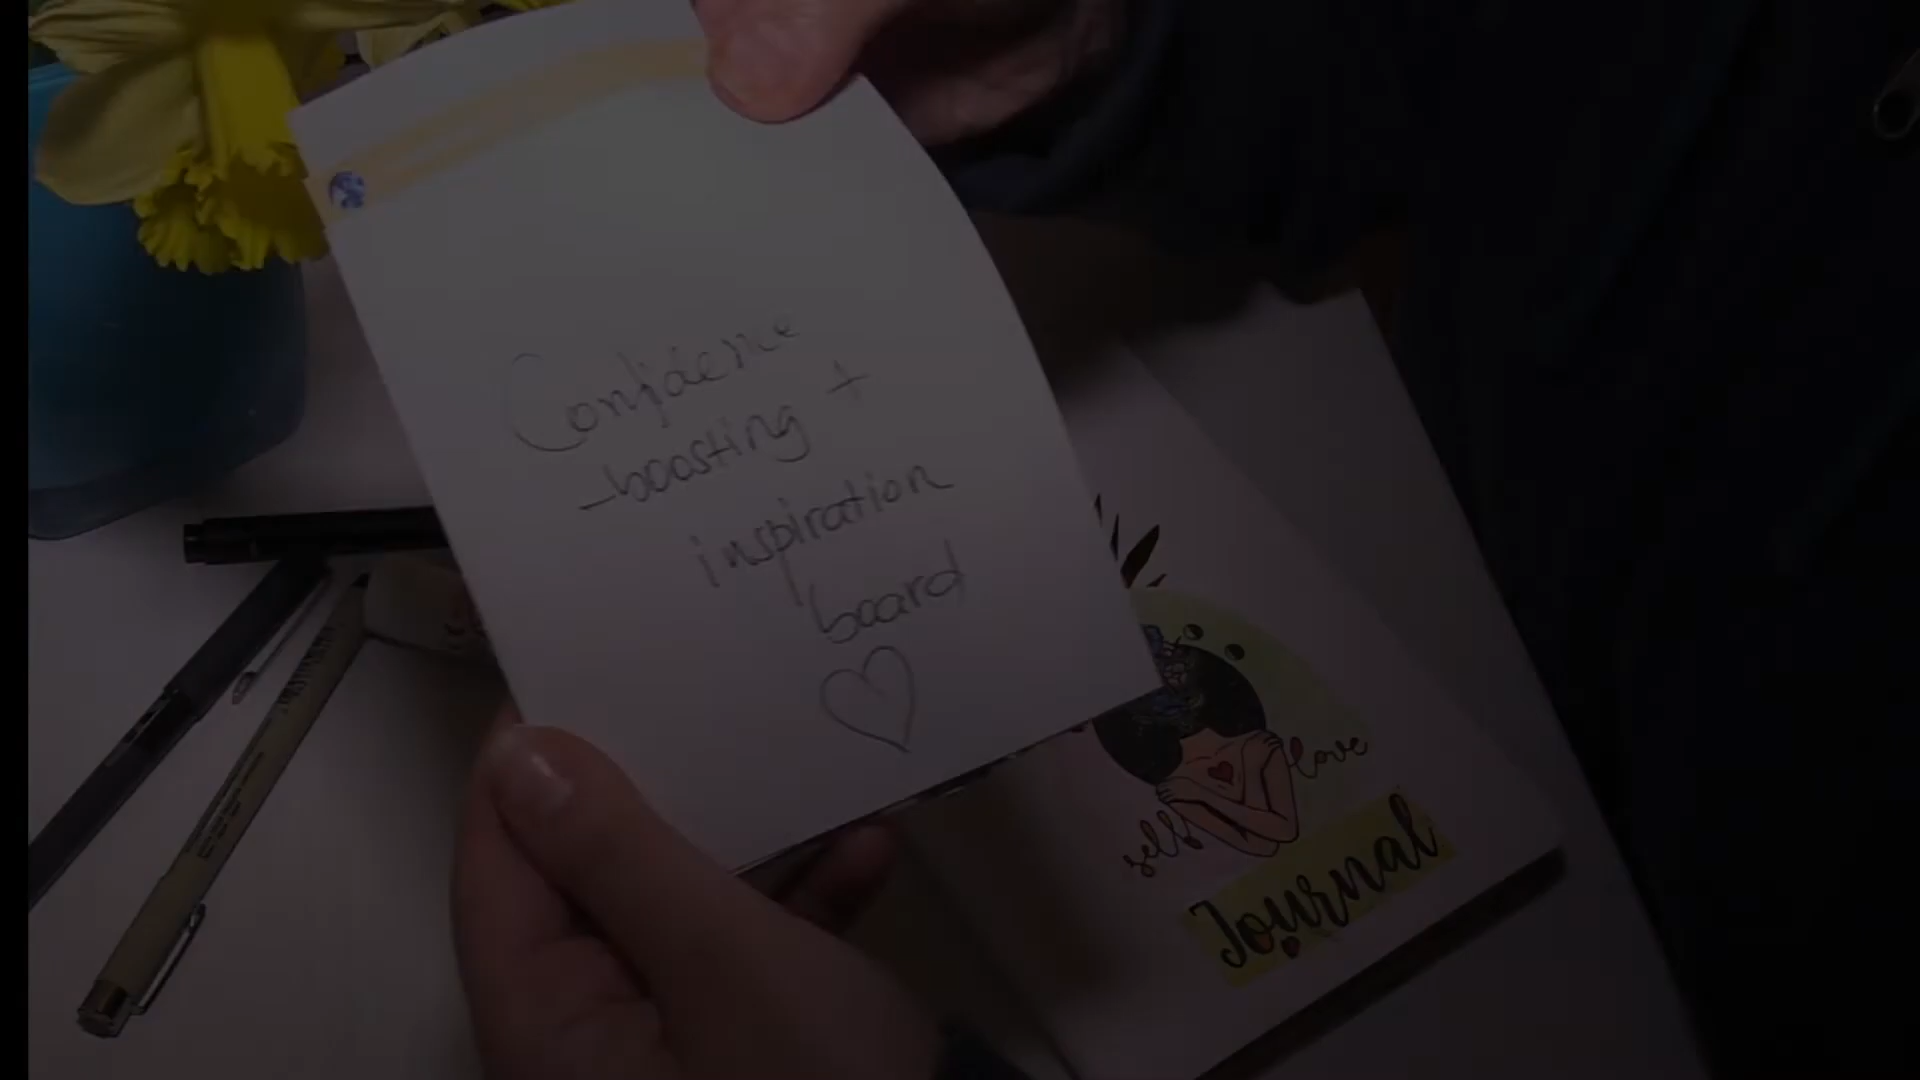 Confidence
-boosting +
inspiration
board
self love
Journal